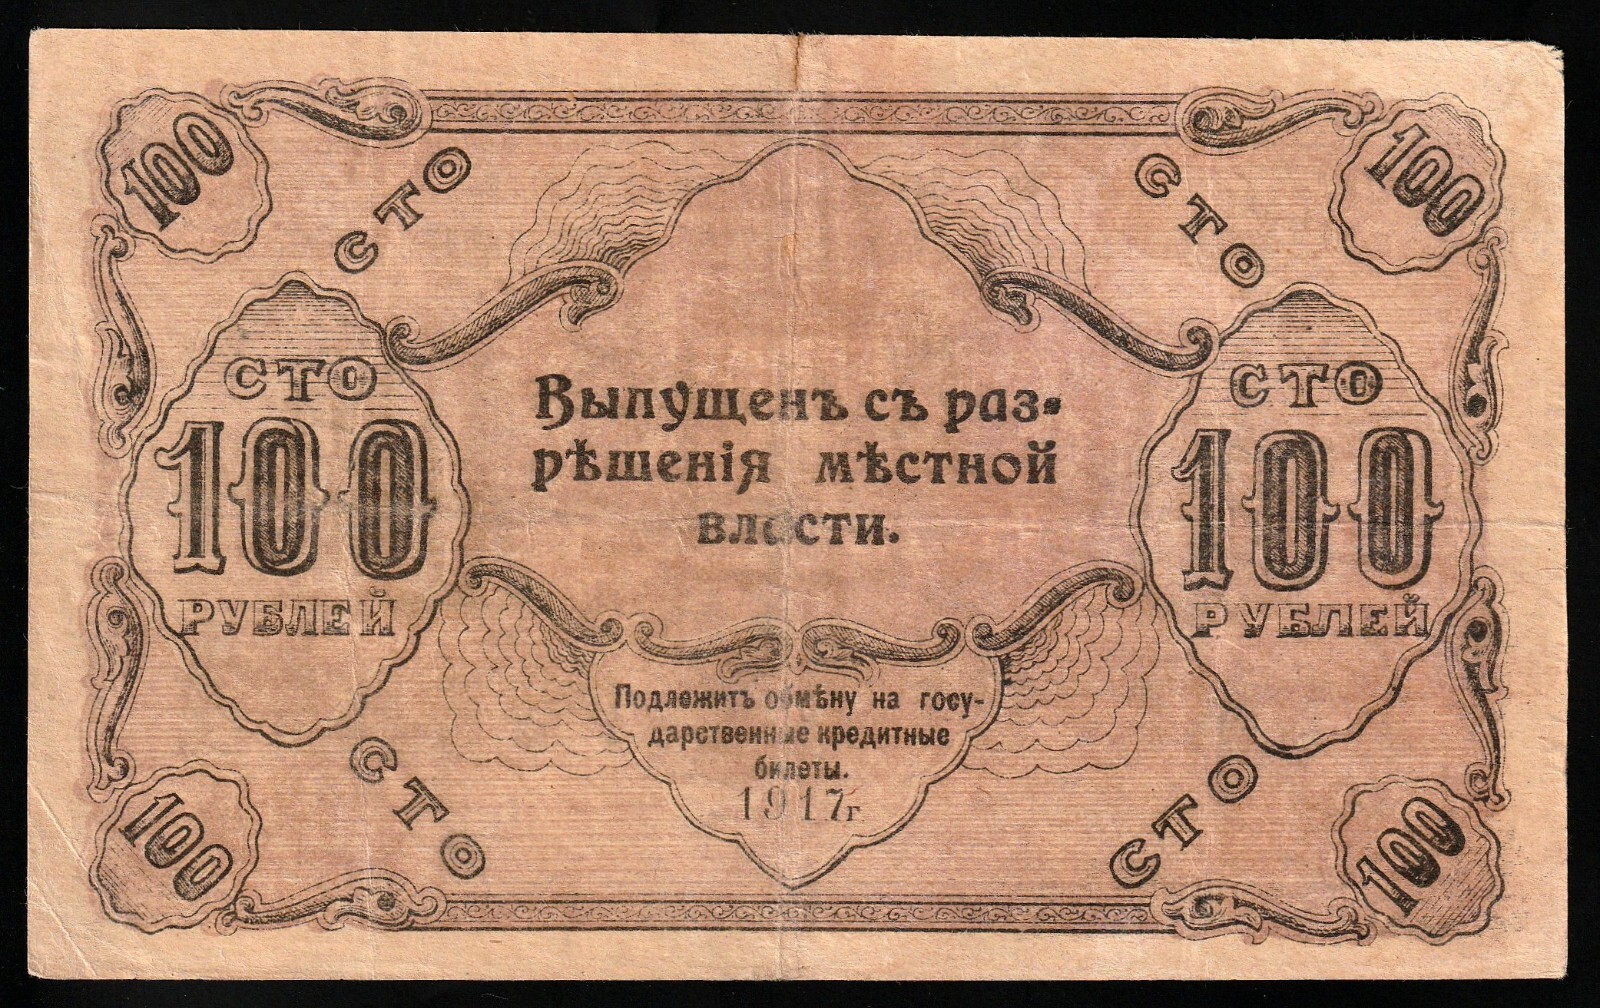 100
100
СТО
СТО
СТО
100
РУБЛЕЙ
Выпущенъ съ раз-
рѣшенія мѣстной
власти.
СТО
100
РУБЛЕЙ
Подлежитъ обмѣну на госу-
дарственные кредитные
билеты.
1917г
СТО
СТО
100
100